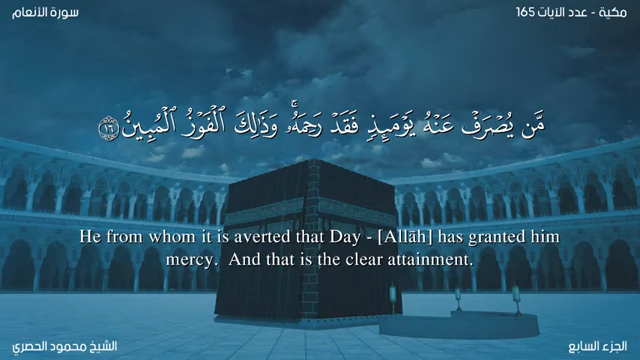 مكية - عدد الآيات 165
سورة الأنعام
مَّن يُصْرَفْ عَنْهُ يَوْمَئِذٍ فَقَدْ رَحِمَهُۥ ۚ وَذَٰلِكَ ٱلْفَوْزُ ٱلْمُبِينُ ١٦
He from whom it is averted that Day - [Allāh] has granted him
mercy. And that is the clear attainment.
الجزء السابع
الشيخ محمود الحصري